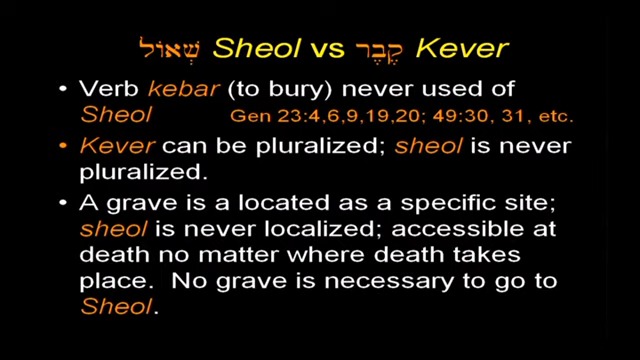 שְׁאוֹל Sheol vs קֶבֶר Kever
• Verb kebar (to bury) never used of
Sheol Gen 23:4,6,9,19,20; 49:30, 31, etc.
• Kever can be pluralized; sheol is never
pluralized.
• A grave is a located as a specific site;
sheol is never localized; accessible at
death no matter where death takes
place. No grave is necessary to go to
Sheol.